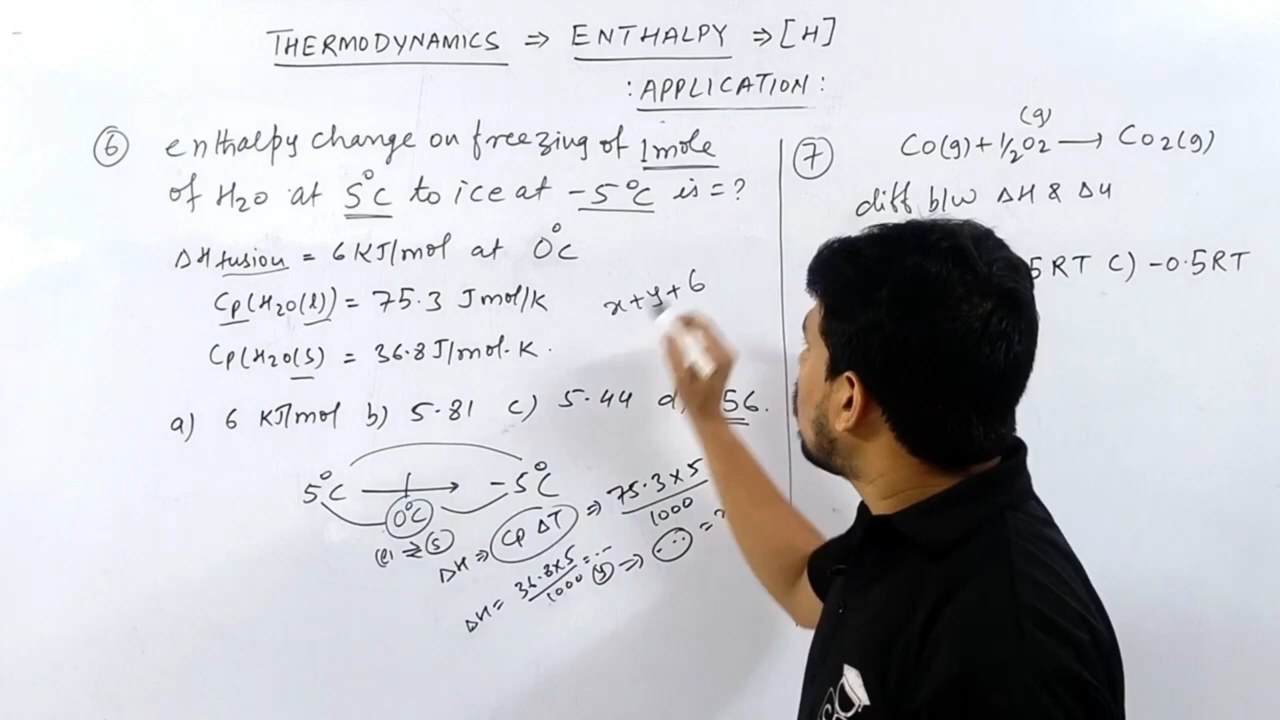 THERMODYNAMICS ⇒ ENTHALPY ⇒ [H]
: APPLICATION :
⑥ enthalpy change on freezing of 1 mole
of H2O at 5°C to ice at -5°C is = ?
ΔH fusion = 6 KJ/mol at 0°C
Cp(H2O(l)) = 75.3 J mol/K
x+y+6
Cp(H2O(s) = 36.8 J/mol·K.
a) 6 KJ/mol b) 5.81 c) 5.44 d) 56.
5°C → -5°C
0°C
(l) ⇄ (s)
ΔH ⇒ Cp ΔT ⇒ 75.3×5/1000
ΔH = 36.8×5/1000 = ... (y) ⇒ ... = ?
⑦ Co(g) + 1/2 O2 (g) → Co2(g)
diff b/w ΔH & Δu
5 RT C) -0.5RT